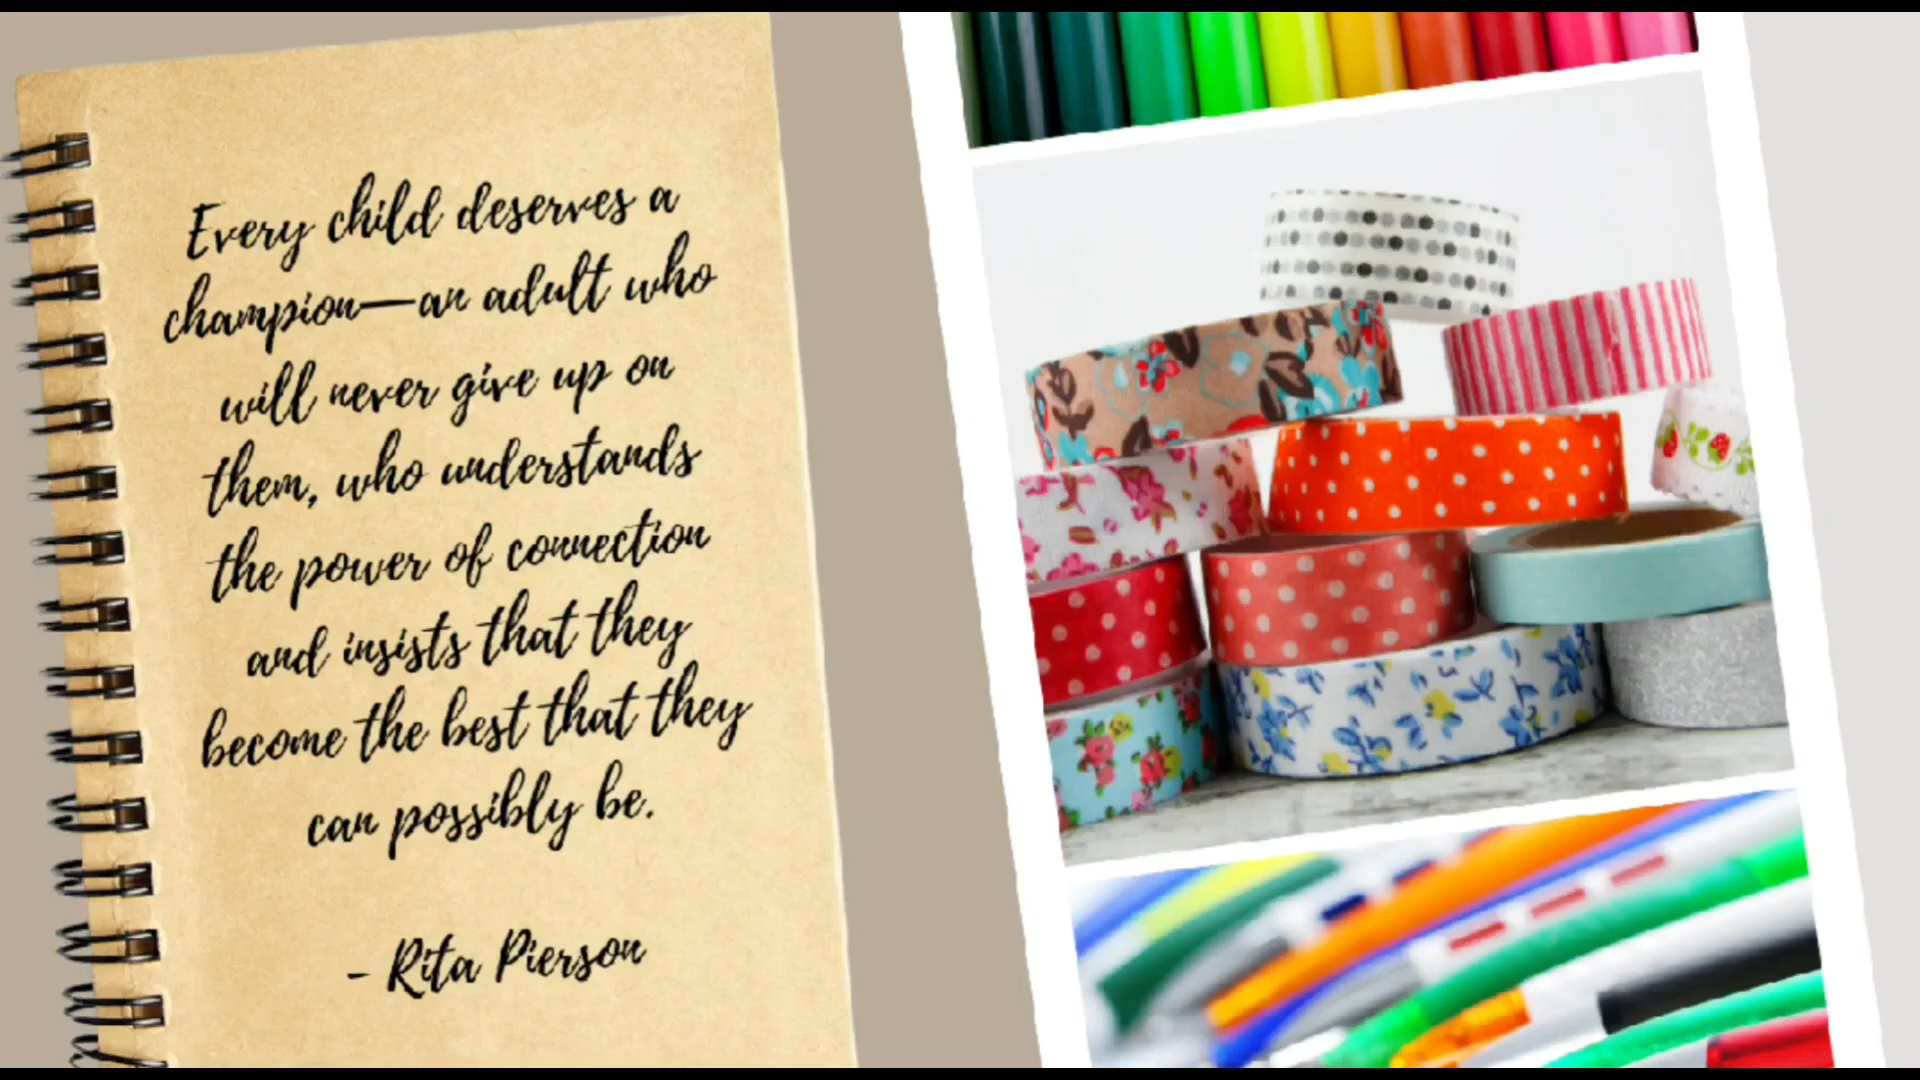 Every child deserves a
champion—an adult who
will never give up on
them, who understands
the power of connection
and insists that they
become the best that they
can possibly be.
- Rita Pierson